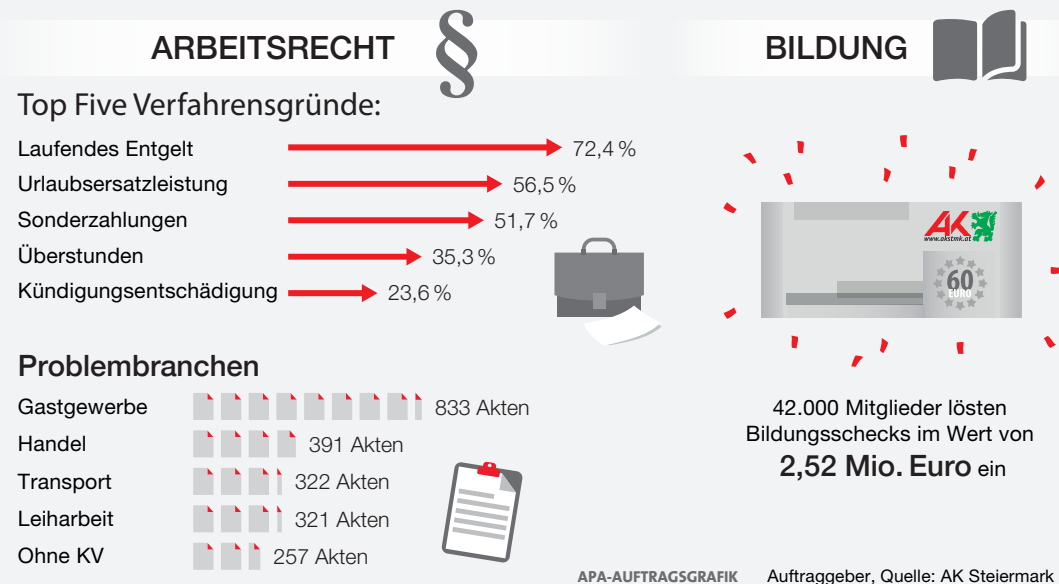 ARBEITSRECHT §
Top Five Verfahrensgründe:
Laufendes Entgelt 72,4 %
Urlaubsersatzleistung 56,5 %
Sonderzahlungen 51,7 %
Überstunden 35,3 %
Kündigungsentschädigung 23,6 %
Problembranchen
Gastgewerbe 833 Akten
Handel 391 Akten
Transport 322 Akten
Leiharbeit 321 Akten
Ohne KV 257 Akten
BILDUNG
AK
www.akstmk.at
60
EURO
42.000 Mitglieder lösten
Bildungsschecks im Wert von
2,52 Mio. Euro ein
APA-AUFTRAGSGRAFIK Auftraggeber, Quelle: AK Steiermark